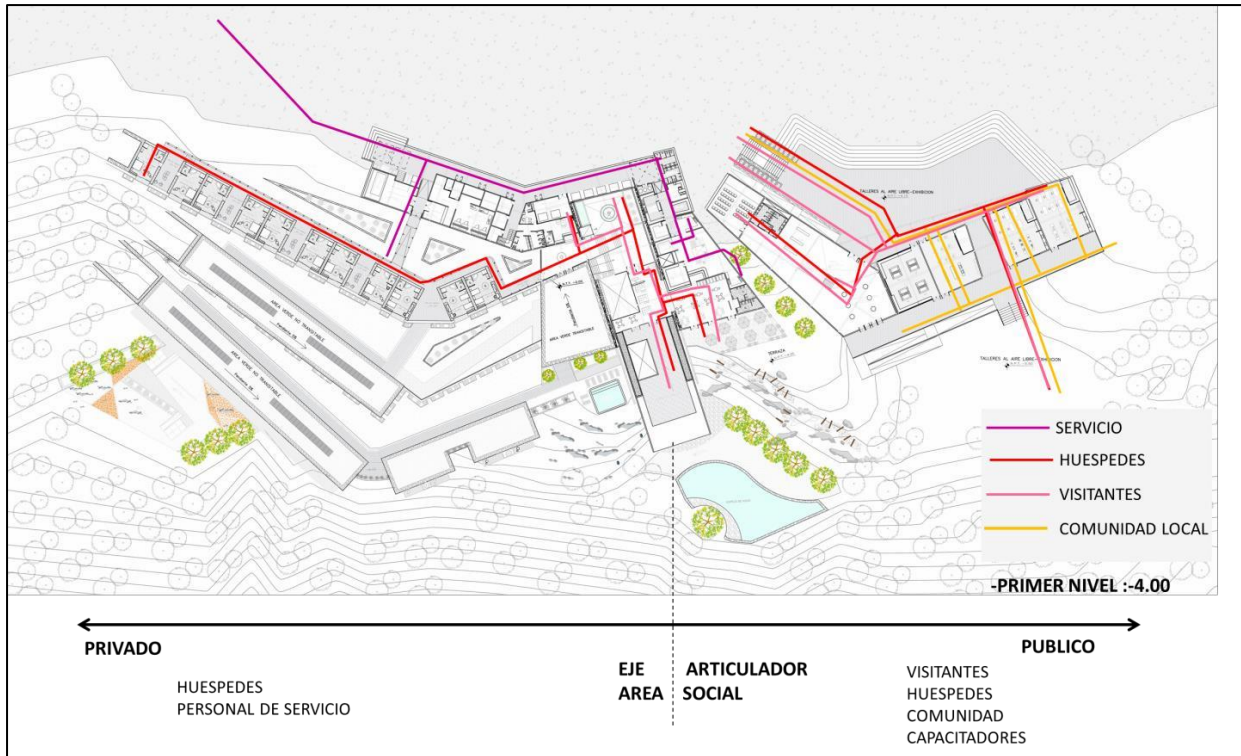 TALLERES AL AIRE LIBRE-EXHIBICION
AREA VERDE NO TRANSITABLE
Pendiente
AREA VERDE NO TRANSITABLE
Pendiente
AREA VERDE TRANSITABLE
TERRAZA
TALLERES AL AIRE LIBRE-EXHIBICION
SERVICIO
HUESPEDES
VISITANTES
COMUNIDAD LOCAL
-PRIMER NIVEL :-4.00
PRIVADO
PUBLICO
EJE ARTICULADOR
AREA SOCIAL
HUESPEDES
PERSONAL DE SERVICIO
VISITANTES
HUESPEDES
COMUNIDAD
CAPACITADORES